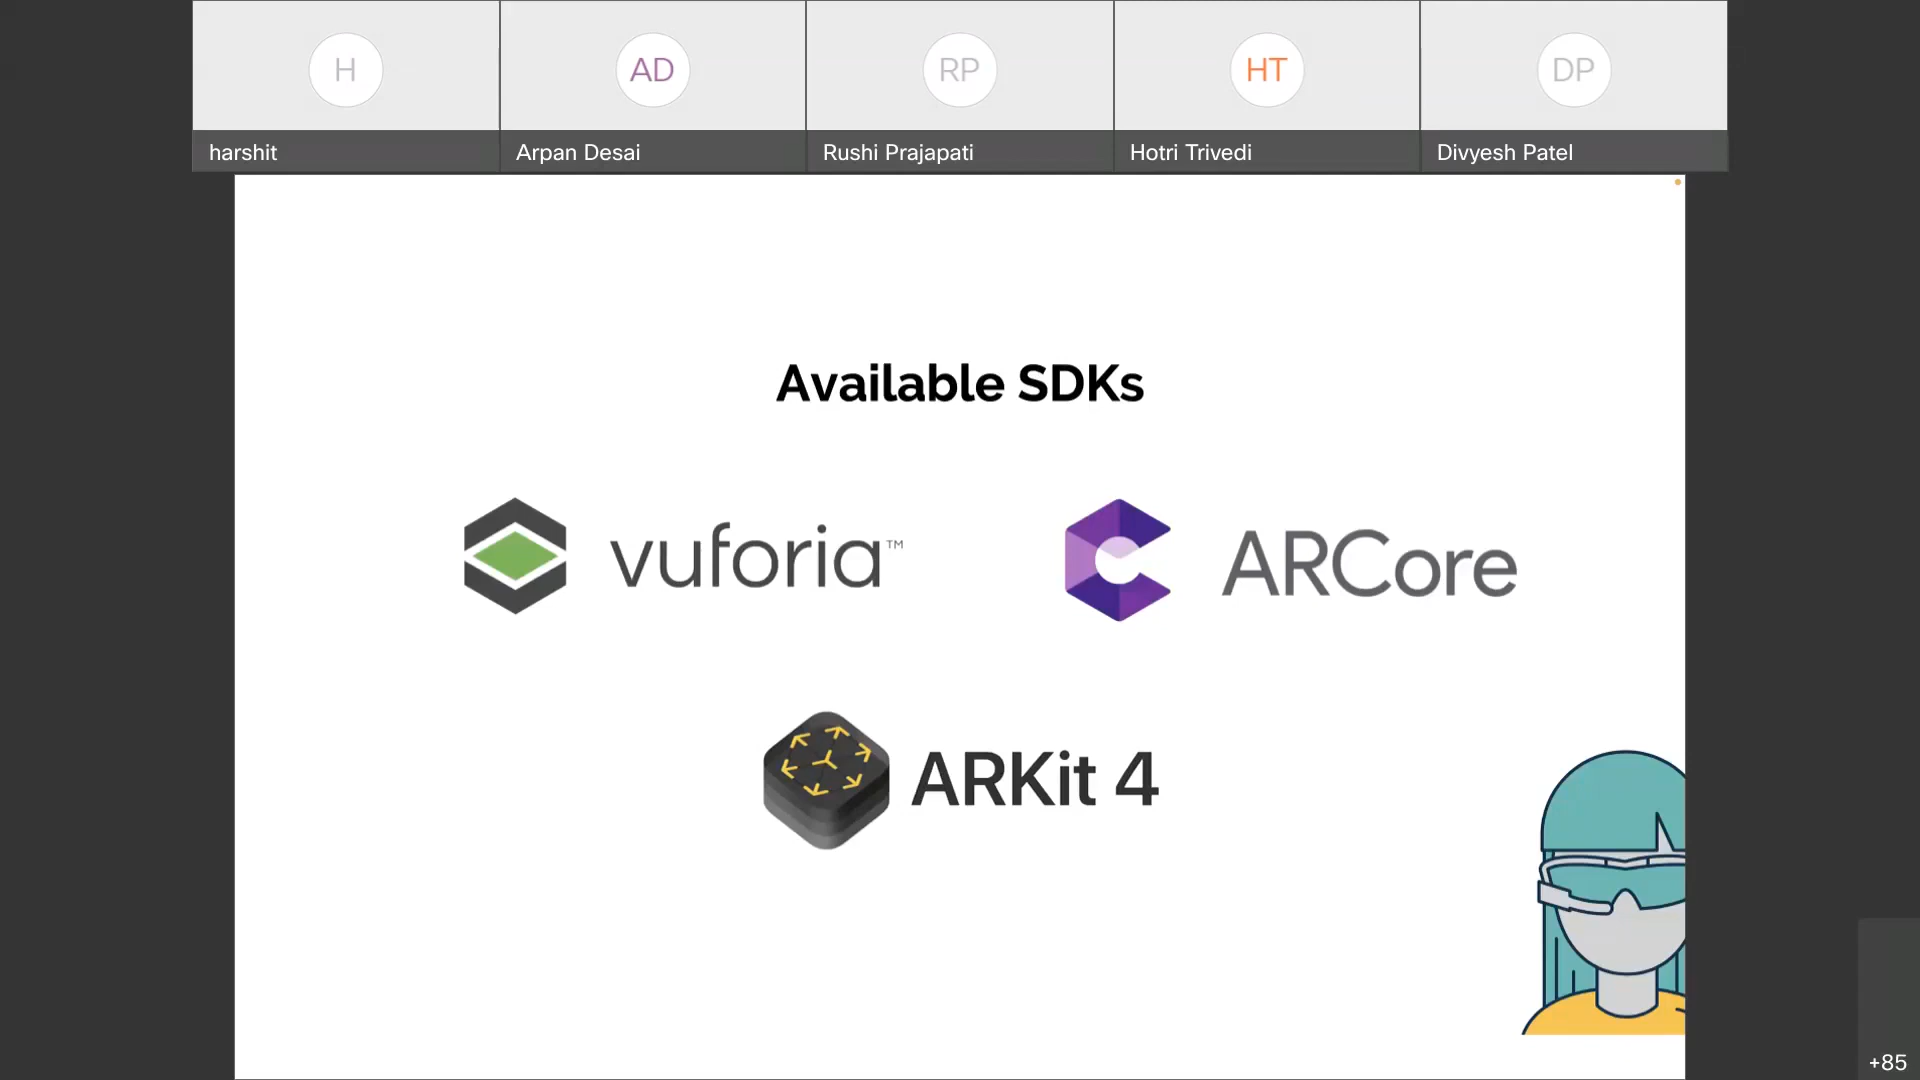 H
AD
RP
HT
DP
harshit
Arpan Desai
Rushi Prajapati
Hotri Trivedi
Divyesh Patel
Available SDKs
vuforia™
ARCore
ARKit 4
+85